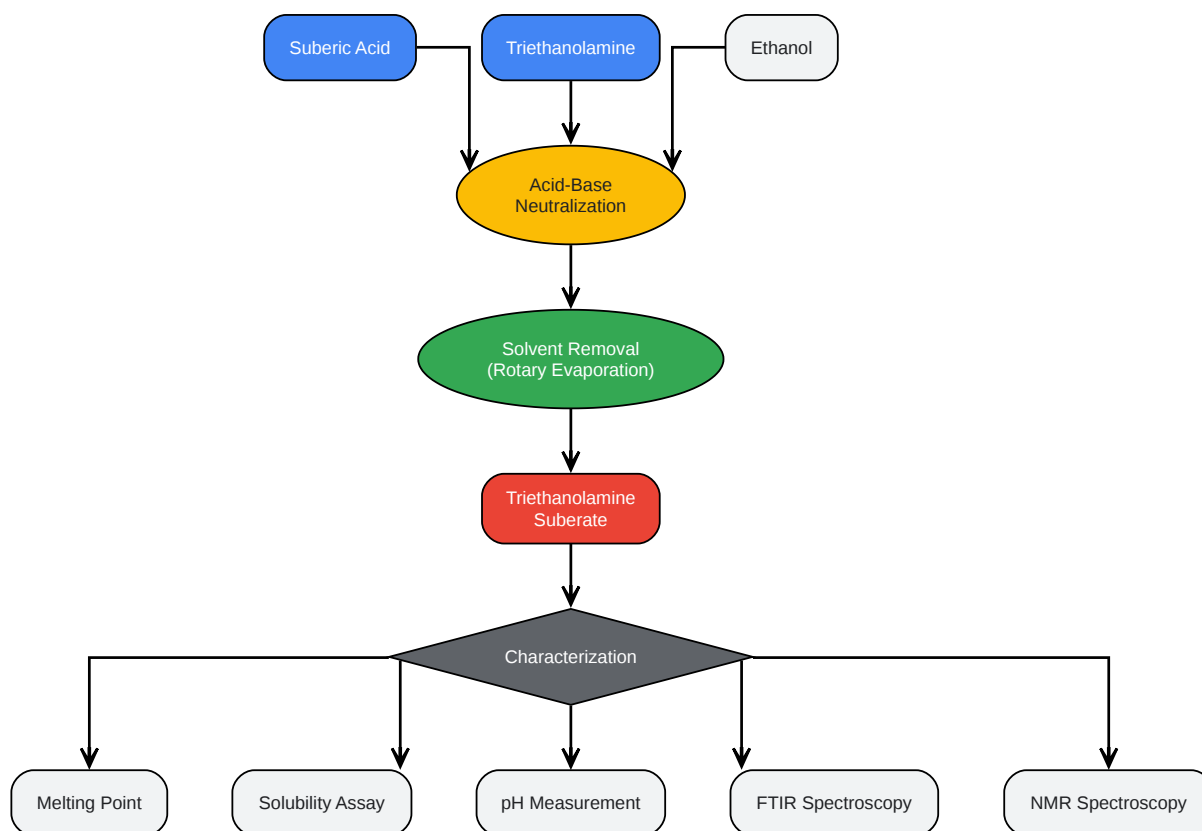 Suberic Acid
Triethanolamine
Ethanol
Acid-Base
Neutralization
Solvent Removal
(Rotary Evaporation)
Triethanolamine
Suberate
Characterization
Melting Point
Solubility Assay
pH Measurement
FTIR Spectroscopy
NMR Spectroscopy